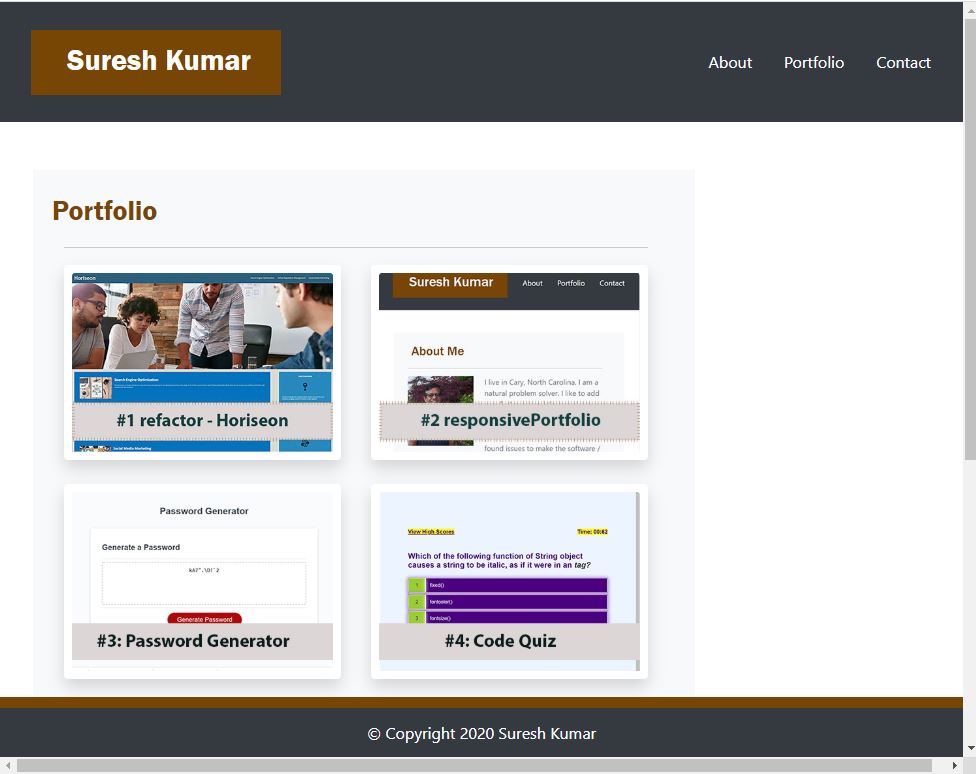 Suresh Kumar
About
Portfolio
Contact
Portfolio
Horiseon
Search Engine Optimization
Social Media Marketing
#1 refactor - Horiseon
Suresh Kumar
About
Portfolio
Contact
About Me
I live in Cary, North Carolina. I am a
natural problem solver. I like to add
#2 responsivePortfolio
found issues to make the software /
Password Generator
Generate a Password
Generate Password
#3: Password Generator
View High Scores
Time: 00:62
Which of the following function of String object
causes a string to be italic, as if it were in an tag?
1
fixed()
2
fontcolor()
3
fontsize()
#4: Code Quiz
© Copyright 2020 Suresh Kumar